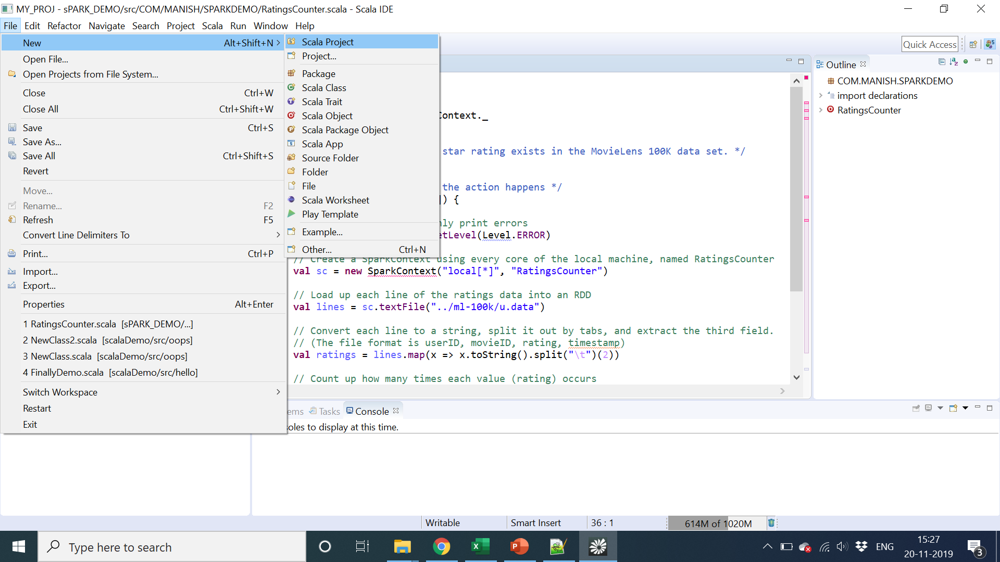 MY_PROJ - sPARK_DEMO/src/COM/MANISH/SPARKDEMO/RatingsCounter.scala - Scala IDE
File Edit Refactor Navigate Search Project Scala Run Window Help
New Alt+Shift+N
Open File...
Open Projects from File System...
Close Ctrl+W
Close All Ctrl+Shift+W
Save Ctrl+S
Save As...
Save All Ctrl+Shift+S
Revert
Move...
Rename... F2
Refresh F5
Convert Line Delimiters To
Print... Ctrl+P
Import...
Export...
Properties Alt+Enter
1 RatingsCounter.scala [sPARK_DEMO/...]
2 NewClass2.scala [scalaDemo/src/oops]
3 NewClass.scala [scalaDemo/src/oops]
4 FinallyDemo.scala [scalaDemo/src/hello]
Switch Workspace
Restart
Exit
Scala Project
Project...
Package
Scala Class
Scala Trait
Scala Object
Scala Package Object
Scala App
Source Folder
Folder
File
Scala Worksheet
Play Template
Example...
Other... Ctrl+N
Quick Access
Context._
star rating exists in the MovieLens 100K data set. */
the action happens */
]) {
nly print errors
etLevel(Level.ERROR)
// Create a SparkContext using every core of the local machine, named RatingsCounter
val sc = new SparkContext("local[*]", "RatingsCounter")
// Load up each line of the ratings data into an RDD
val lines = sc.textFile("../ml-100k/u.data")
// Convert each line to a string, split it out by tabs, and extract the third field.
// (The file format is userID, movieID, rating, timestamp)
val ratings = lines.map(x => x.toString().split("\t")(2))
// Count up how many times each value (rating) occurs
Outline
COM.MANISH.SPARKDEMO
import declarations
RatingsCounter
ems Tasks Console
oles to display at this time.
Writable Smart Insert 36 : 1 614M of 1020M
Type here to search
ENG
15:27
20-11-2019
3